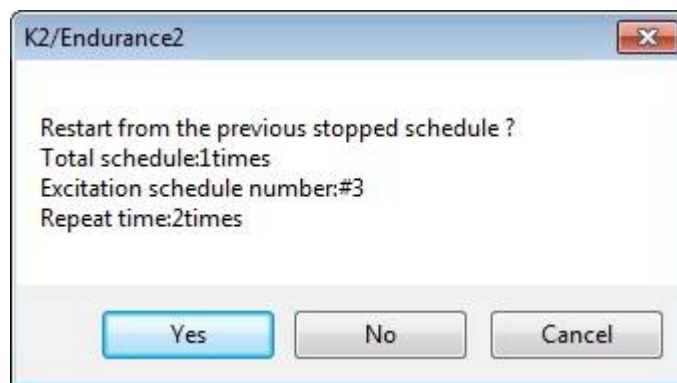 K2/Endurance2
Restart from the previous stopped schedule ?
Total schedule:1times
Excitation schedule number:#3
Repeat time:2times
Yes No Cancel